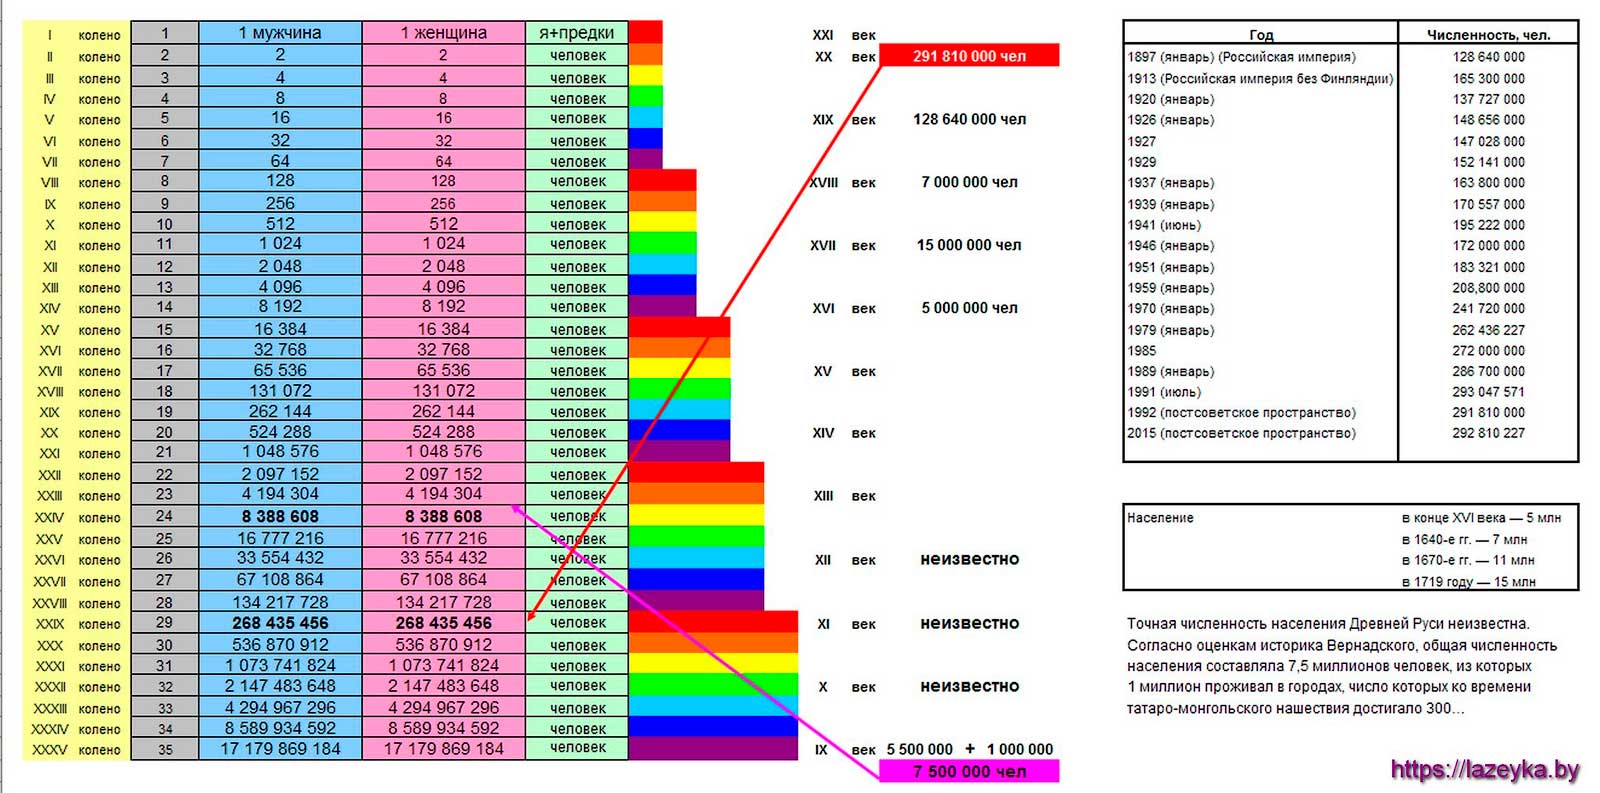 I колено 1 1 мужчина 1 женщина я+предки
II колено 2 2 2 человек
III колено 3 4 4 человек
IV колено 4 8 8 человек
V колено 5 16 16 человек
VI колено 6 32 32 человек
VII колено 7 64 64 человек
VIII колено 8 128 128 человек
IX колено 9 256 256 человек
X колено 10 512 512 человек
XI колено 11 1 024 1 024 человек
XII колено 12 2 048 2 048 человек
XIII колено 13 4 096 4 096 человек
XIV колено 14 8 192 8 192 человек
XV колено 15 16 384 16 384 человек
XVI колено 16 32 768 32 768 человек
XVII колено 17 65 536 65 536 человек
XVIII колено 18 131 072 131 072 человек
XIX колено 19 262 144 262 144 человек
XX колено 20 524 288 524 288 человек
XXI колено 21 1 048 576 1 048 576 человек
XXII колено 22 2 097 152 2 097 152 человек
XXIII колено 23 4 194 304 4 194 304 человек
XXIV колено 24 8 388 608 8 388 608 человек
XXV колено 25 16 777 216 16 777 216 человек
XXVI колено 26 33 554 432 33 554 432 человек
XXVII колено 27 67 108 864 67 108 864 человек
XXVIII колено 28 134 217 728 134 217 728 человек
XXIX колено 29 268 435 456 268 435 456 человек
XXX колено 30 536 870 912 536 870 912 человек
XXXI колено 31 1 073 741 824 1 073 741 824 человек
XXXII колено 32 2 147 483 648 2 147 483 648 человек
XXXIII колено 33 4 294 967 296 4 294 967 296 человек
XXXIV колено 34 8 589 934 592 8 589 934 592 человек
XXXV колено 35 17 179 869 184 17 179 869 184 человек
XXI век
XX век 291 810 000 чел
XIX век 128 640 000 чел
XVIII век 7 000 000 чел
XVII век 15 000 000 чел
XVI век 5 000 000 чел
XV век
XIV век
XIII век
XII век неизвестно
XI век неизвестно
X век неизвестно
IX век 5 500 000 + 1 000 000
7 500 000 чел
Год Численность, чел.
1897 (январь) (Российская империя) 128 640 000
1913 (Российская империя без Финляндии) 165 300 000
1920 (январь) 137 727 000
1926 (январь) 148 656 000
1927 147 028 000
1929 152 141 000
1937 (январь) 163 800 000
1939 (январь) 170 557 000
1941 (июнь) 195 222 000
1946 (январь) 172 000 000
1951 (январь) 183 321 000
1959 (январь) 208,800 000
1970 (январь) 241 720 000
1979 (январь) 262 436 227
1985 272 000 000
1989 (январь) 286 700 000
1991 (июль) 293 047 571
1992 (постсоветское пространство) 291 810 000
2015 (постсоветское пространство) 292 810 227
Население в конце XVI века — 5 млн
в 1640-е гг. — 7 млн
в 1670-е гг. — 11 млн
в 1719 году — 15 млн
Точная численность населения Древней Руси неизвестна.
Согласно оценкам историка Вернадского, общая численность
населения составляла 7,5 миллионов человек, из которых
1 миллион проживал в городах, число которых ко времени
татаро-монгольского нашествия достигало 300...
https://lazeyka.by